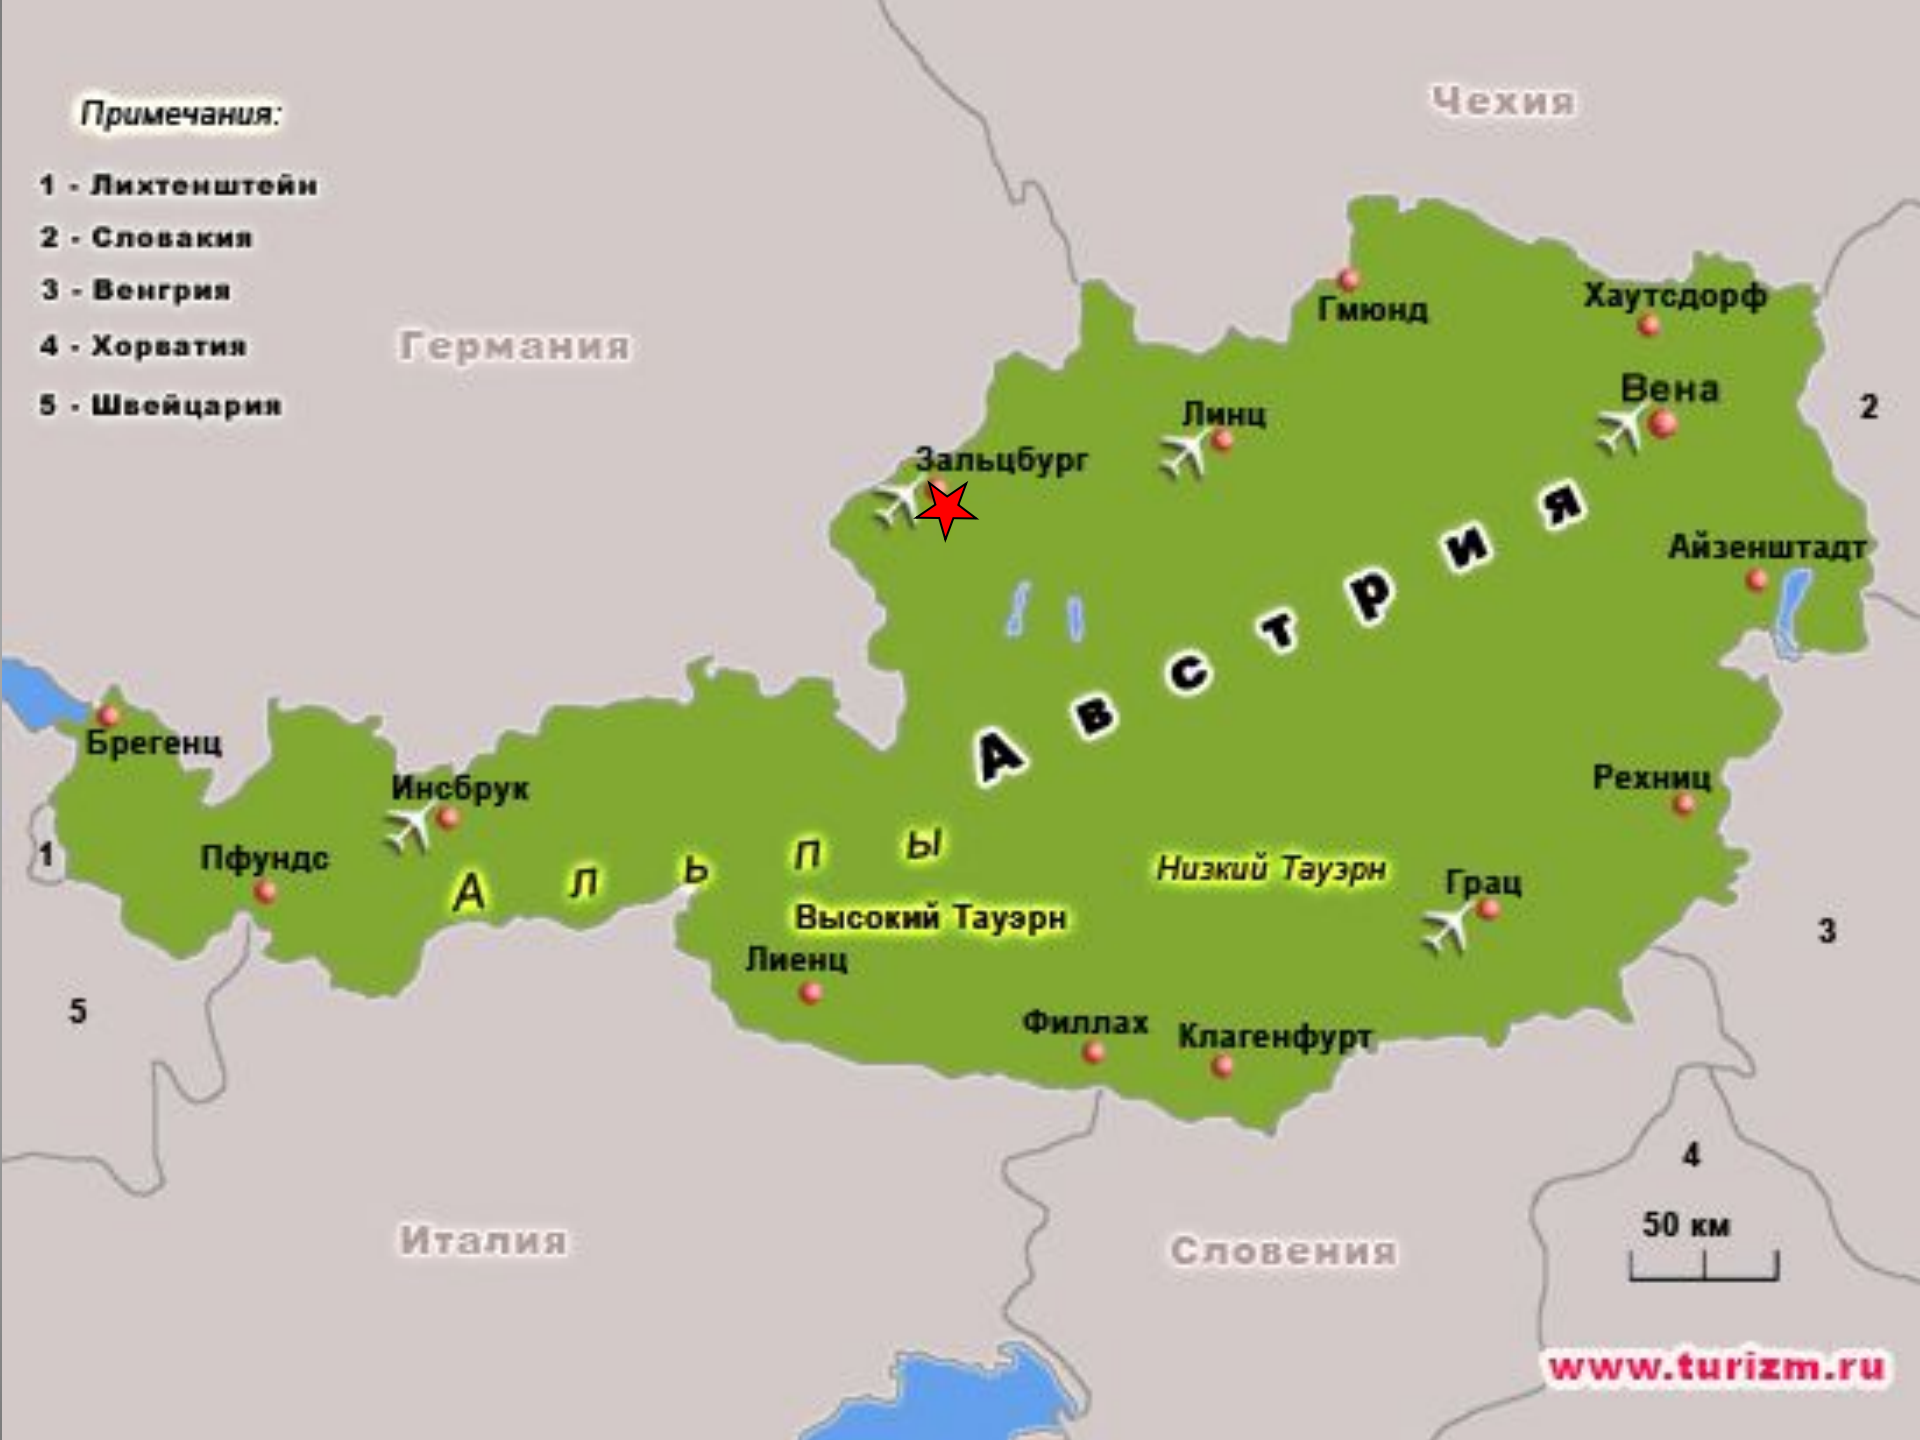 Примечания:
1 - Лихтенштейн
2 - Словакия
3 - Венгрия
4 - Хорватия
5 - Швейцария
Чехия
Германия
Гмюнд
Хаутсдорф
Вена
2
Линц
Зальцбург
Айзенштадт
Австрия
Брегенц
Инсбрук
Рехниц
1
Пфундс
Альпы
Низкий Тауэрн
Грац
Высокий Тауэрн
3
Лиенц
5
Филлах
Клагенфурт
4
Италия
Словения
50 км
www.turizm.ru